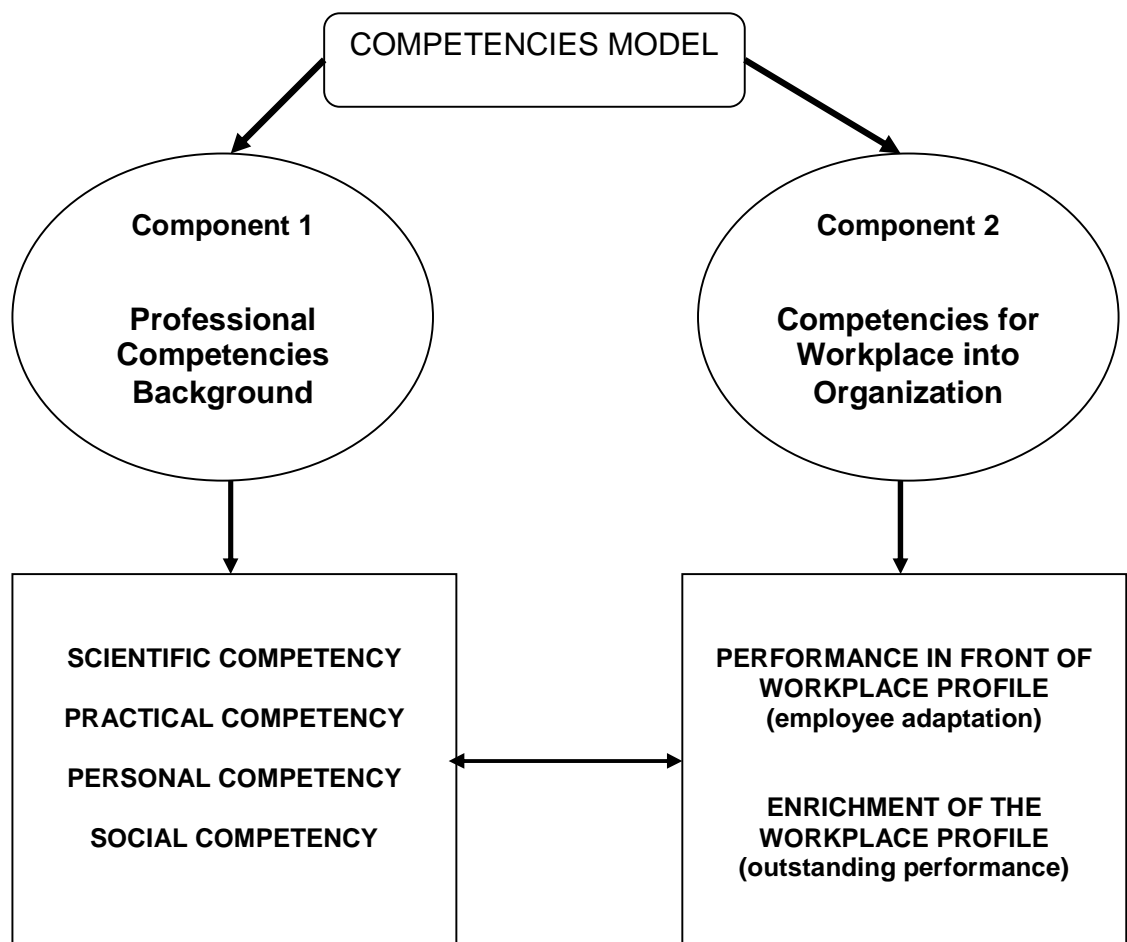 COMPETENCIES MODEL
Component 1
Professional
Competencies
Background
Component 2
Competencies for
Workplace into
Organization
SCIENTIFIC COMPETENCY
PRACTICAL COMPETENCY
PERSONAL COMPETENCY
SOCIAL COMPETENCY
PERFORMANCE IN FRONT OF
WORKPLACE PROFILE
(employee adaptation)
ENRICHMENT OF THE
WORKPLACE PROFILE
(outstanding performance)